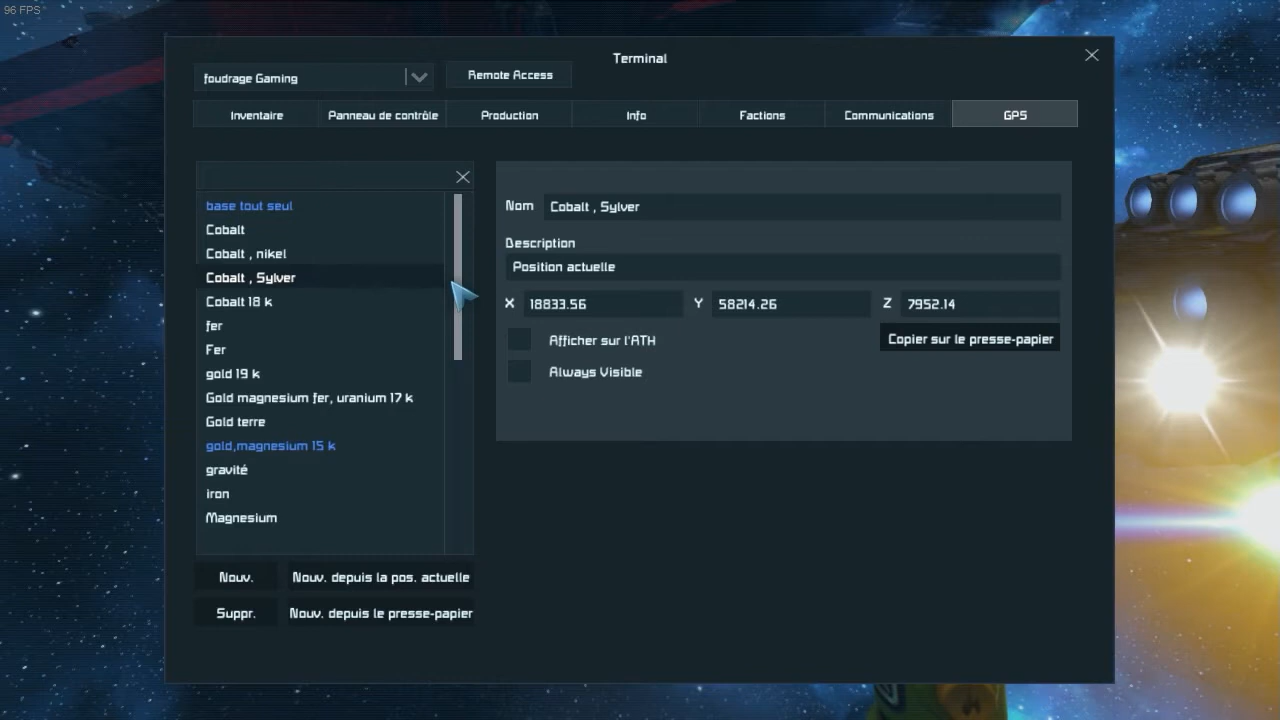 96 FPS
Terminal
foudrage Gaming
Remote Access
Inventaire
Panneau de contrôle
Production
Info
Factions
Communications
GPS
base tout seul
Cobalt
Cobalt , nikel
Cobalt , Sylver
Cobalt 18 k
fer
Fer
gold 19 k
Gold magnesium fer, uranium 17 k
Gold terre
gold,magnesium 15 k
gravité
iron
Magnesium
Nouv.
Nouv. depuis la pos. actuelle
Suppr.
Nouv. depuis le presse-papier
Nom
Cobalt , Sylver
Description
Position actuelle
X 18833.56 Y 58214.26 Z 7952.14
Afficher sur l'ATH
Copier sur le presse-papier
Always Visible